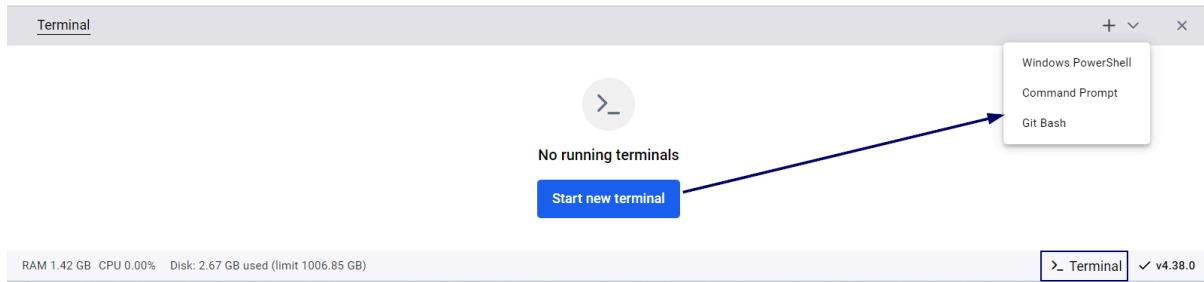 Terminal
Windows PowerShell
Command Prompt
Git Bash
No running terminals
Start new terminal
RAM 1.42 GB CPU 0.00% Disk: 2.67 GB used (limit 1006.85 GB)
Terminal
v4.38.0